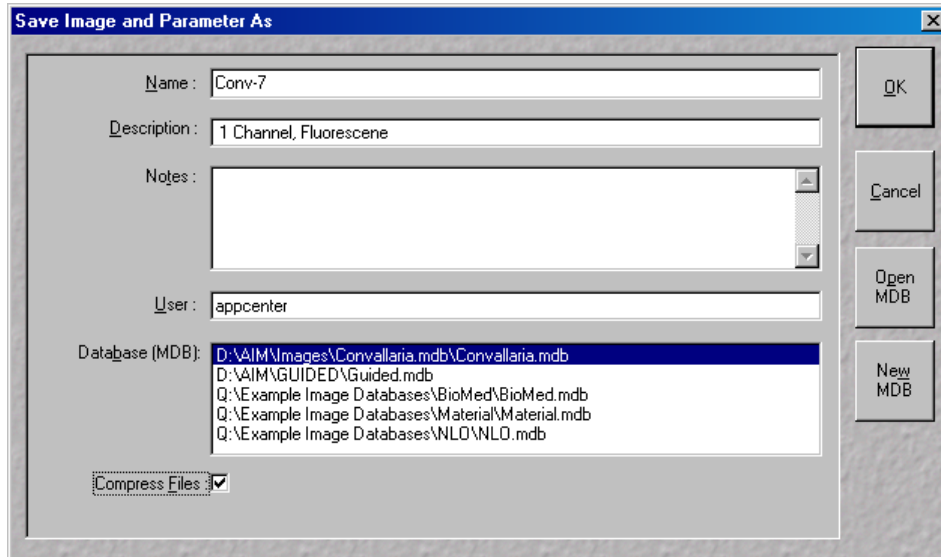 Save Image and Parameter As
Name : Conv-7
OK
Description : 1 Channel, Fluorescene
Notes :
Cancel
Open
MDB
User : appcenter
Database (MDB): D:\AIM\Images\Convallaria.mdb\Convallaria.mdb
D:\AIM\GUIDED\Guided.mdb
Q:\Example Image Databases\BioMed\BioMed.mdb
Q:\Example Image Databases\Material\Material.mdb
Q:\Example Image Databases\NLO\NLO.mdb
New
MDB
Compress Files :